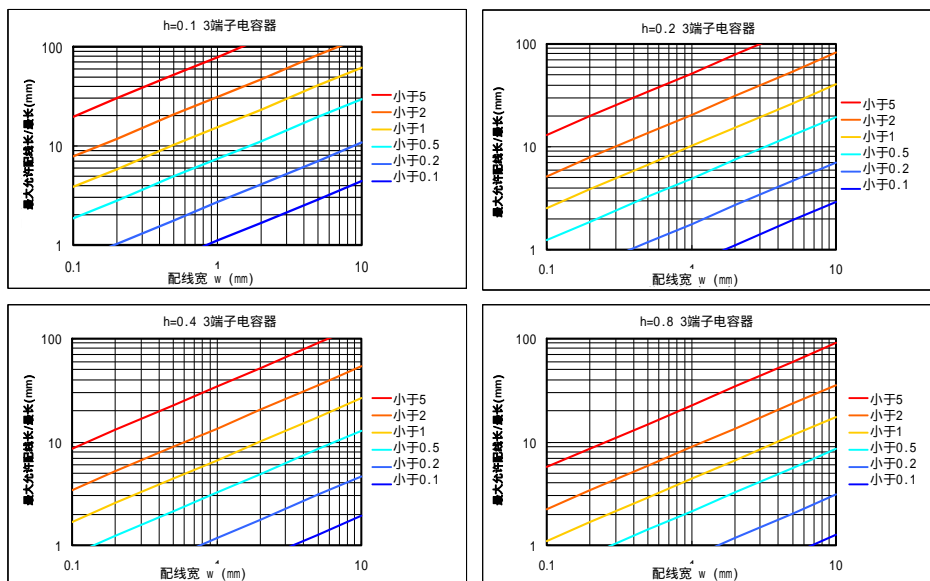 h=0.1 3端子电容器
最大允许配线长/最长(mm)
100
10
1
0.1
1
10
配线宽 w (㎜)
小于5
小于2
小于1
小于0.5
小于0.2
小于0.1
h=0.2 3端子电容器
最大允许配线长/最长(mm)
100
10
1
0.1
1
10
配线宽 w (㎜)
小于5
小于2
小于1
小于0.5
小于0.2
小于0.1
h=0.4 3端子电容器
最大允许配线长/最长(mm)
100
10
1
0.1
1
10
配线宽 w (㎜)
小于5
小于2
小于1
小于0.5
小于0.2
小于0.1
h=0.8 3端子电容器
最大允许配线长/最长(mm)
100
10
1
0.1
1
10
配线宽 w (㎜)
小于5
小于2
小于1
小于0.5
小于0.2
小于0.1